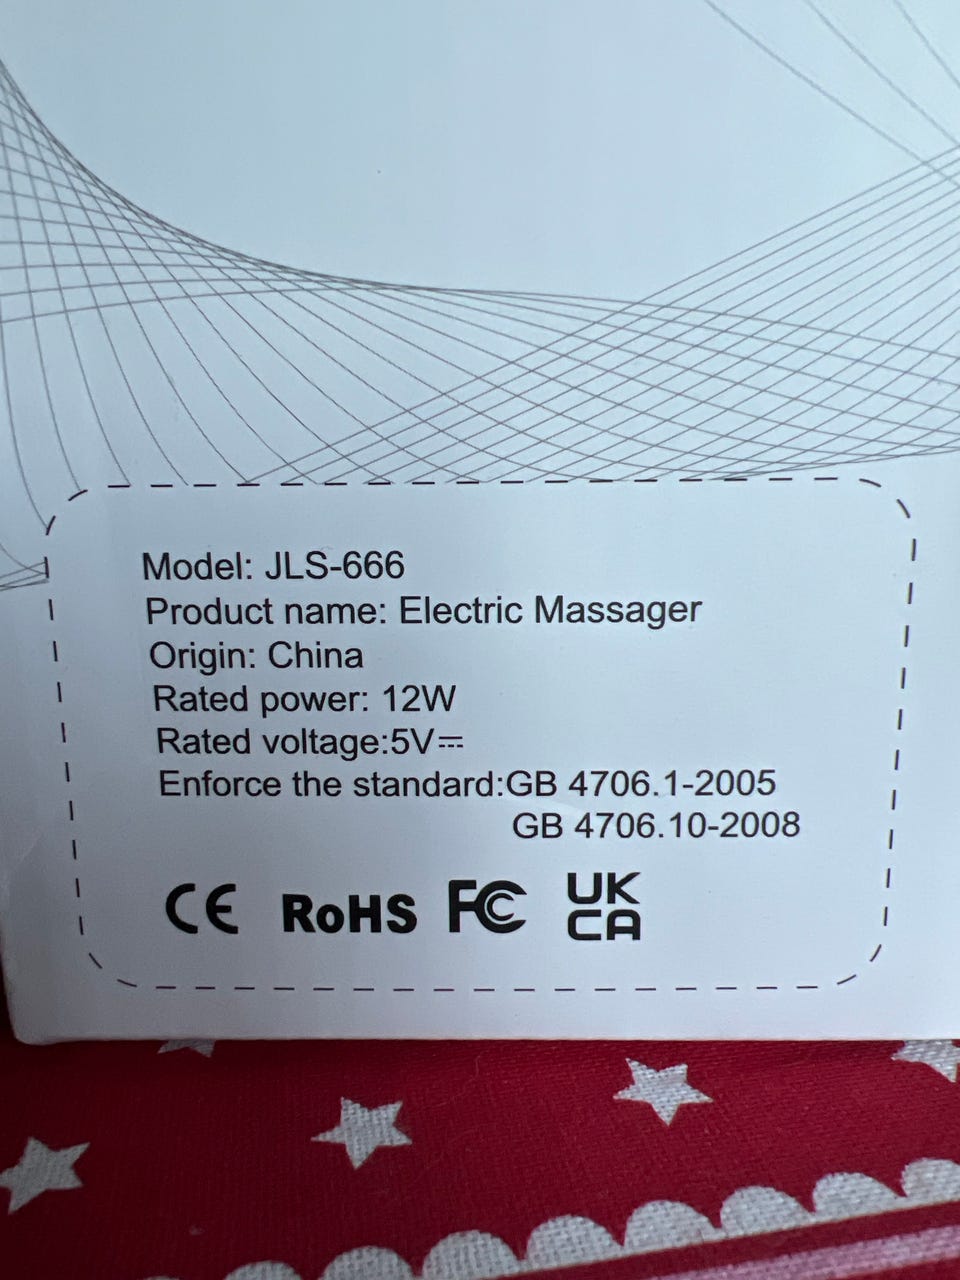 Model: JLS-666
Product name: Electric Massager
Origin: China
Rated power: 12W
Rated voltage:5V⎓
Enforce the standard:GB 4706.1-2005
GB 4706.10-2008
CE RoHS FC UK
CA